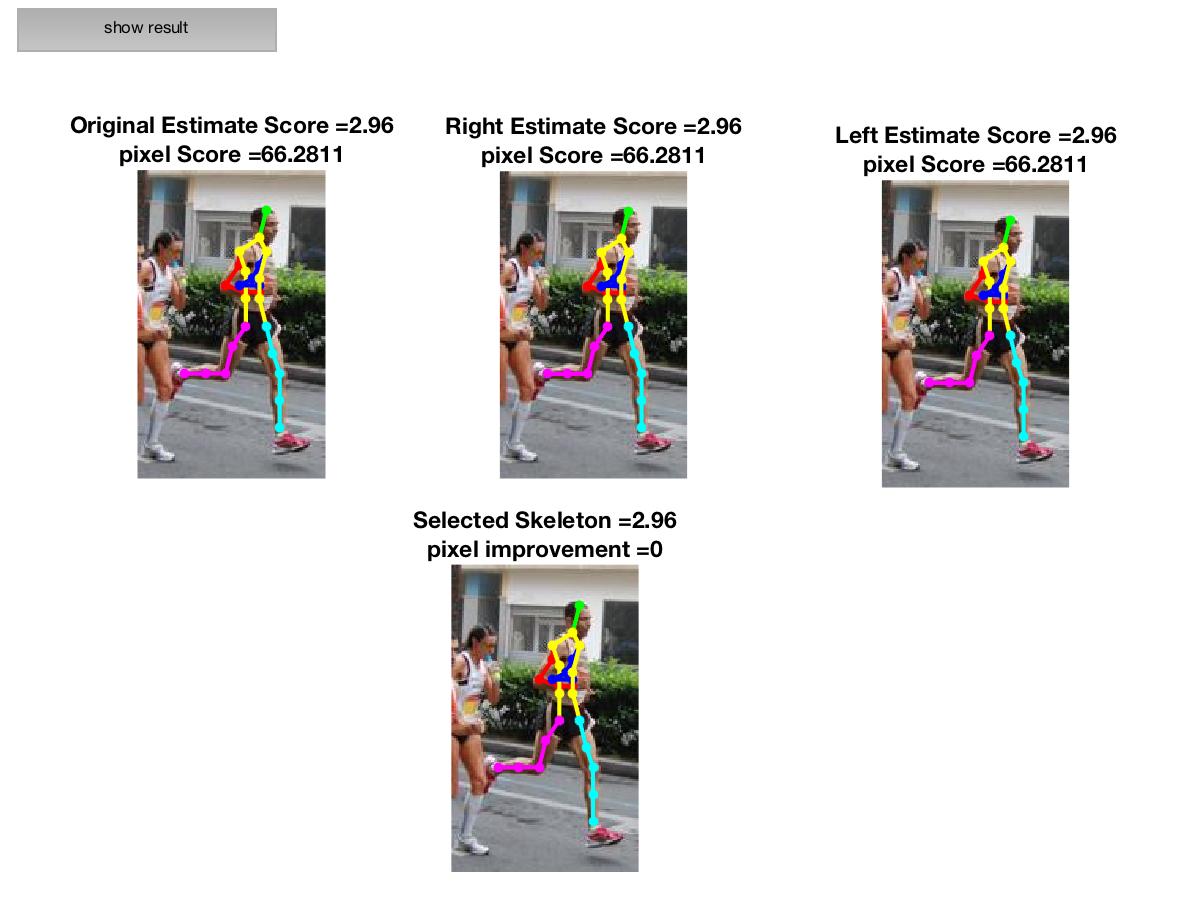 show result
Original Estimate Score =2.96
pixel Score =66.2811
Right Estimate Score =2.96
pixel Score =66.2811
Left Estimate Score =2.96
pixel Score =66.2811
Selected Skeleton =2.96
pixel improvement =0